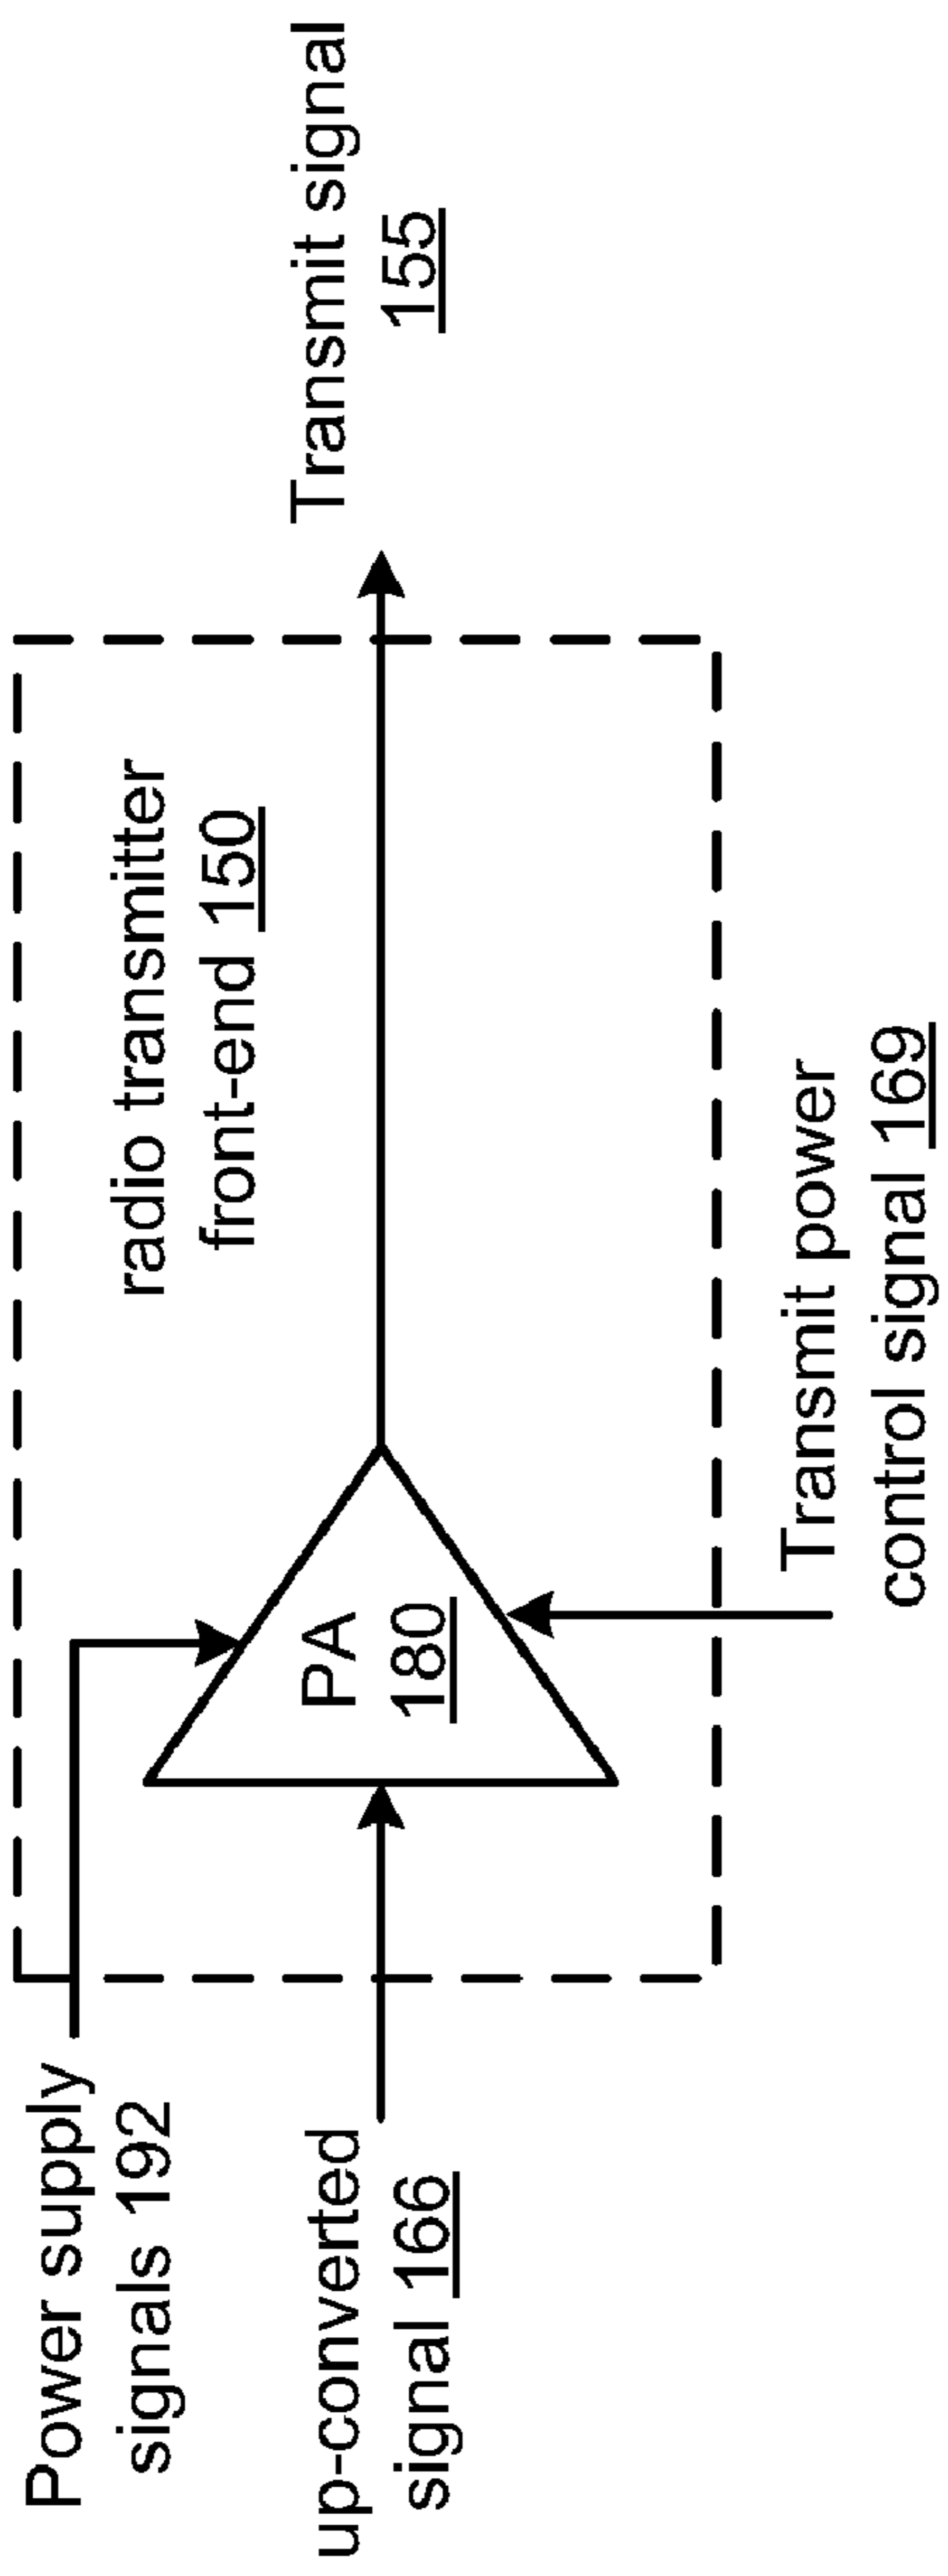 Power supply
signals 192
radio transmitter
front-end 150
Transmit signal
155
PA
180
up-converted
signal 166
Transmit power
control signal 169